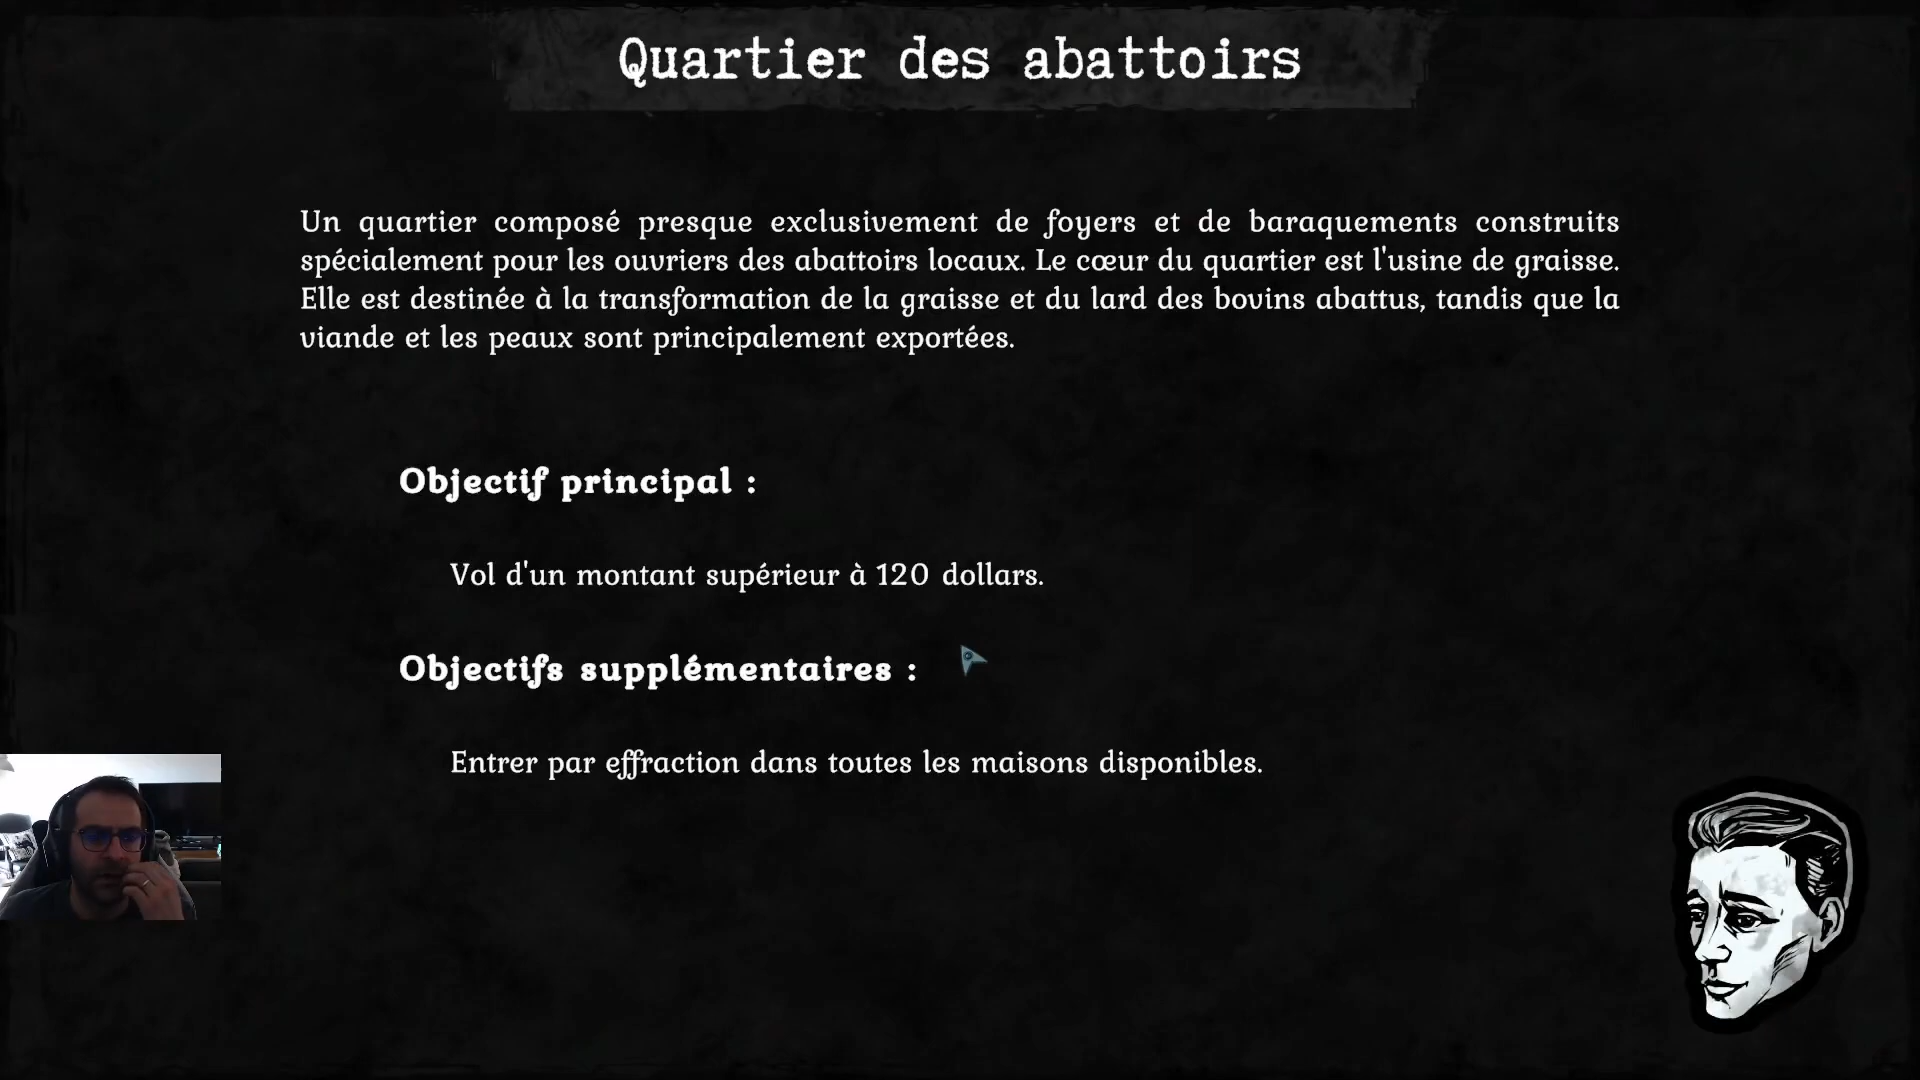 Quartier des abattoirs
Un quartier composé presque exclusivement de foyers et de baraquements construits
spécialement pour les ouvriers des abattoirs locaux. Le cœur du quartier est l'usine de graisse.
Elle est destinée à la transformation de la graisse et du lard des bovins abattus, tandis que la
viande et les peaux sont principalement exportées.
Objectif principal :
Vol d'un montant supérieur à 120 dollars.
Objectifs supplémentaires :
Entrer par effraction dans toutes les maisons disponibles.